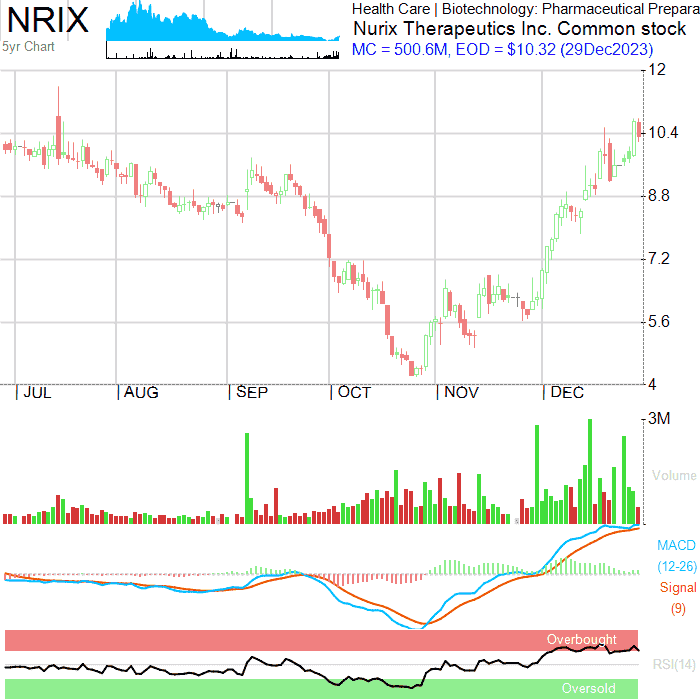 NRIX
5yr Chart
Health Care | Biotechnology: Pharmaceutical Prepara
Nurix Therapeutics Inc. Common stock
MC = 500.6M, EOD = $10.32 (29Dec2023)
12
10.4
8.8
7.2
5.6
4
JUL
AUG
SEP
OCT
NOV
DEC
3M
Volume
MACD
(12-26)
Signal
(9)
Overbought
RSI(14)
Oversold